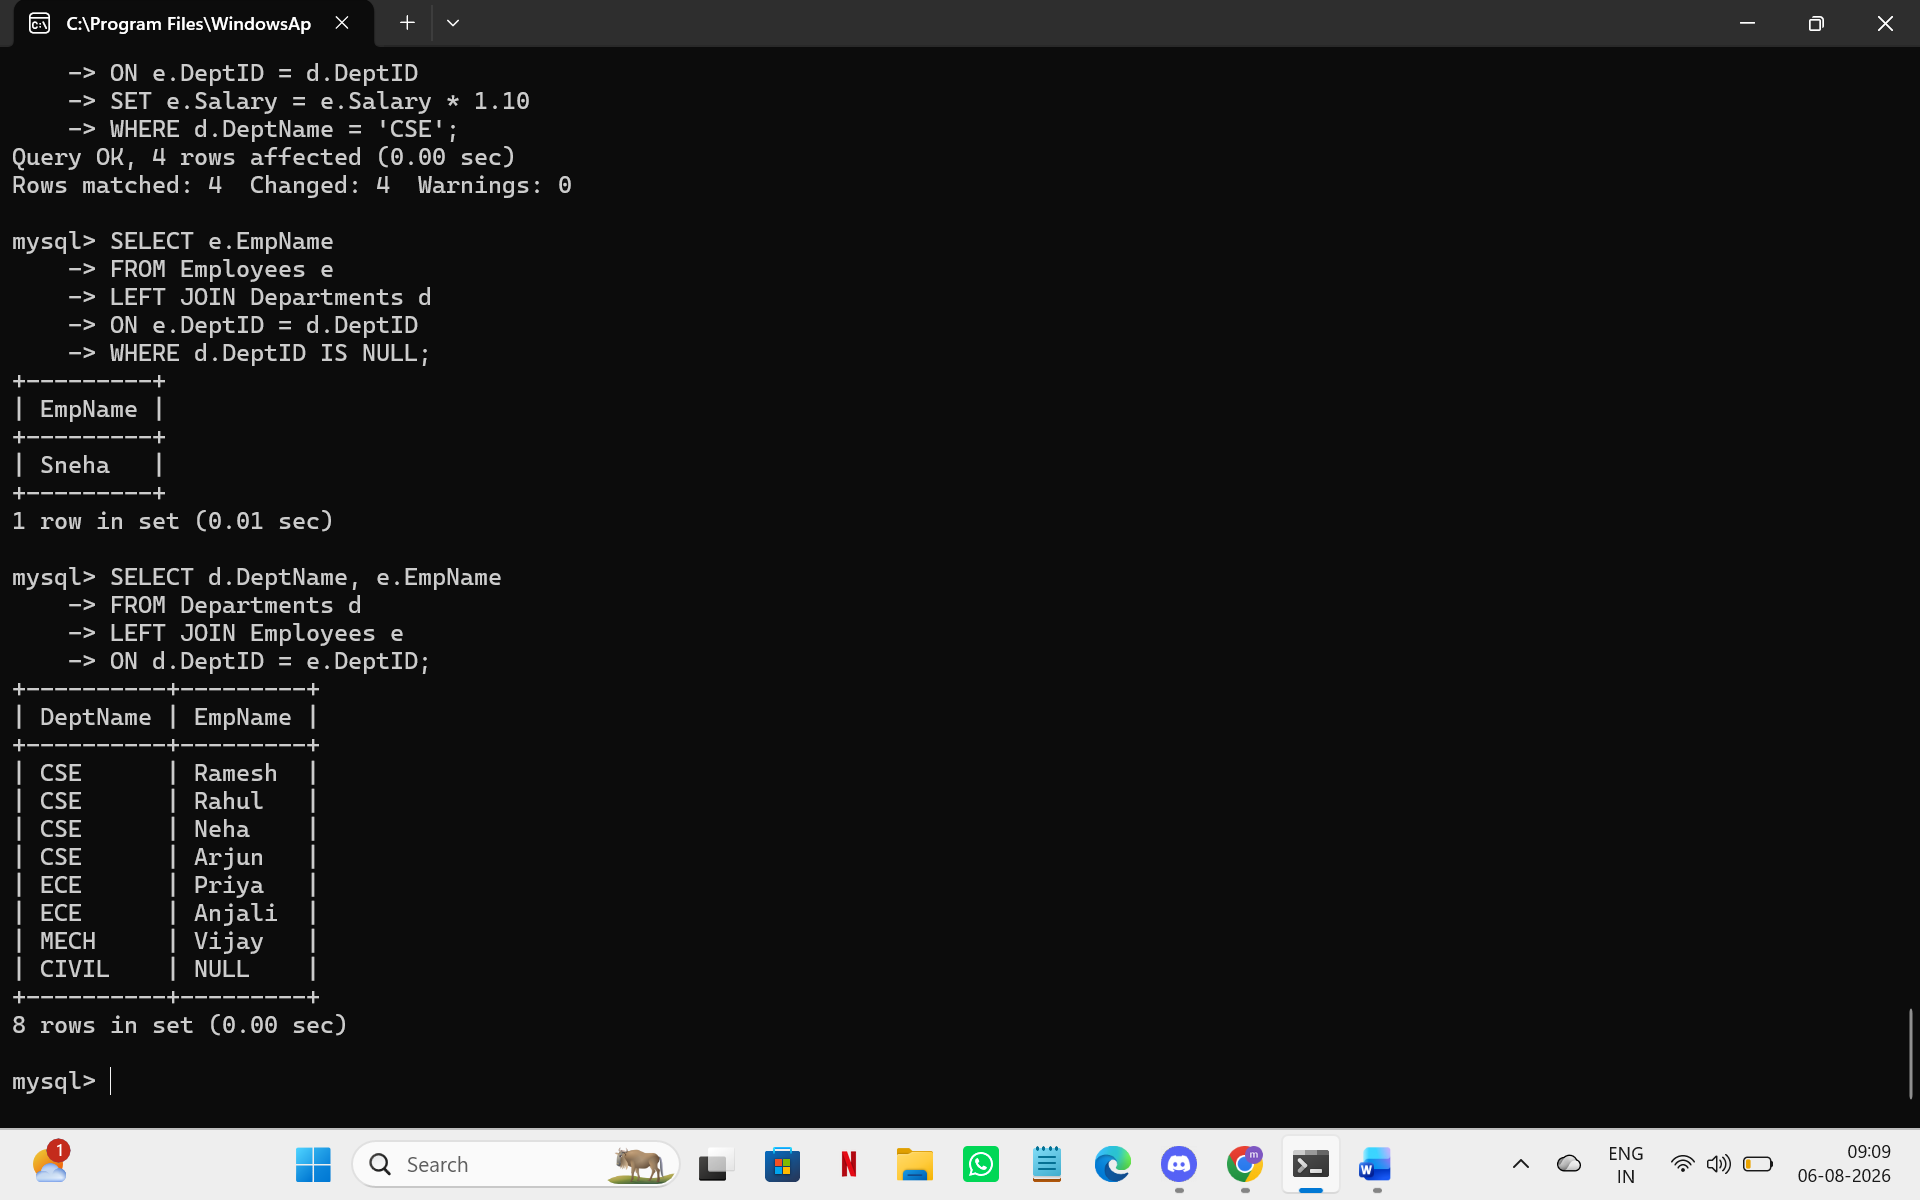 C:\Program Files\WindowsAp
-> ON e.DeptID = d.DeptID
-> SET e.Salary = e.Salary * 1.10
-> WHERE d.DeptName = 'CSE';
Query OK, 4 rows affected (0.00 sec)
Rows matched: 4  Changed: 4  Warnings: 0
mysql> SELECT e.EmpName
-> FROM Employees e
-> LEFT JOIN Departments d
-> ON e.DeptID = d.DeptID
-> WHERE d.DeptID IS NULL;
+---------+
| EmpName |
+---------+
| Sneha   |
+---------+
1 row in set (0.01 sec)
mysql> SELECT d.DeptName, e.EmpName
-> FROM Departments d
-> LEFT JOIN Employees e
-> ON d.DeptID = e.DeptID;
+----------+---------+
| DeptName | EmpName |
+----------+---------+
| CSE      | Ramesh  |
| CSE      | Rahul   |
| CSE      | Neha    |
| CSE      | Arjun   |
| ECE      | Priya   |
| ECE      | Anjali  |
| MECH     | Vijay   |
| CIVIL    | NULL    |
+----------+---------+
8 rows in set (0.00 sec)
mysql>
1
Search
N
m
W
ENG
IN
09:09
06-08-2026